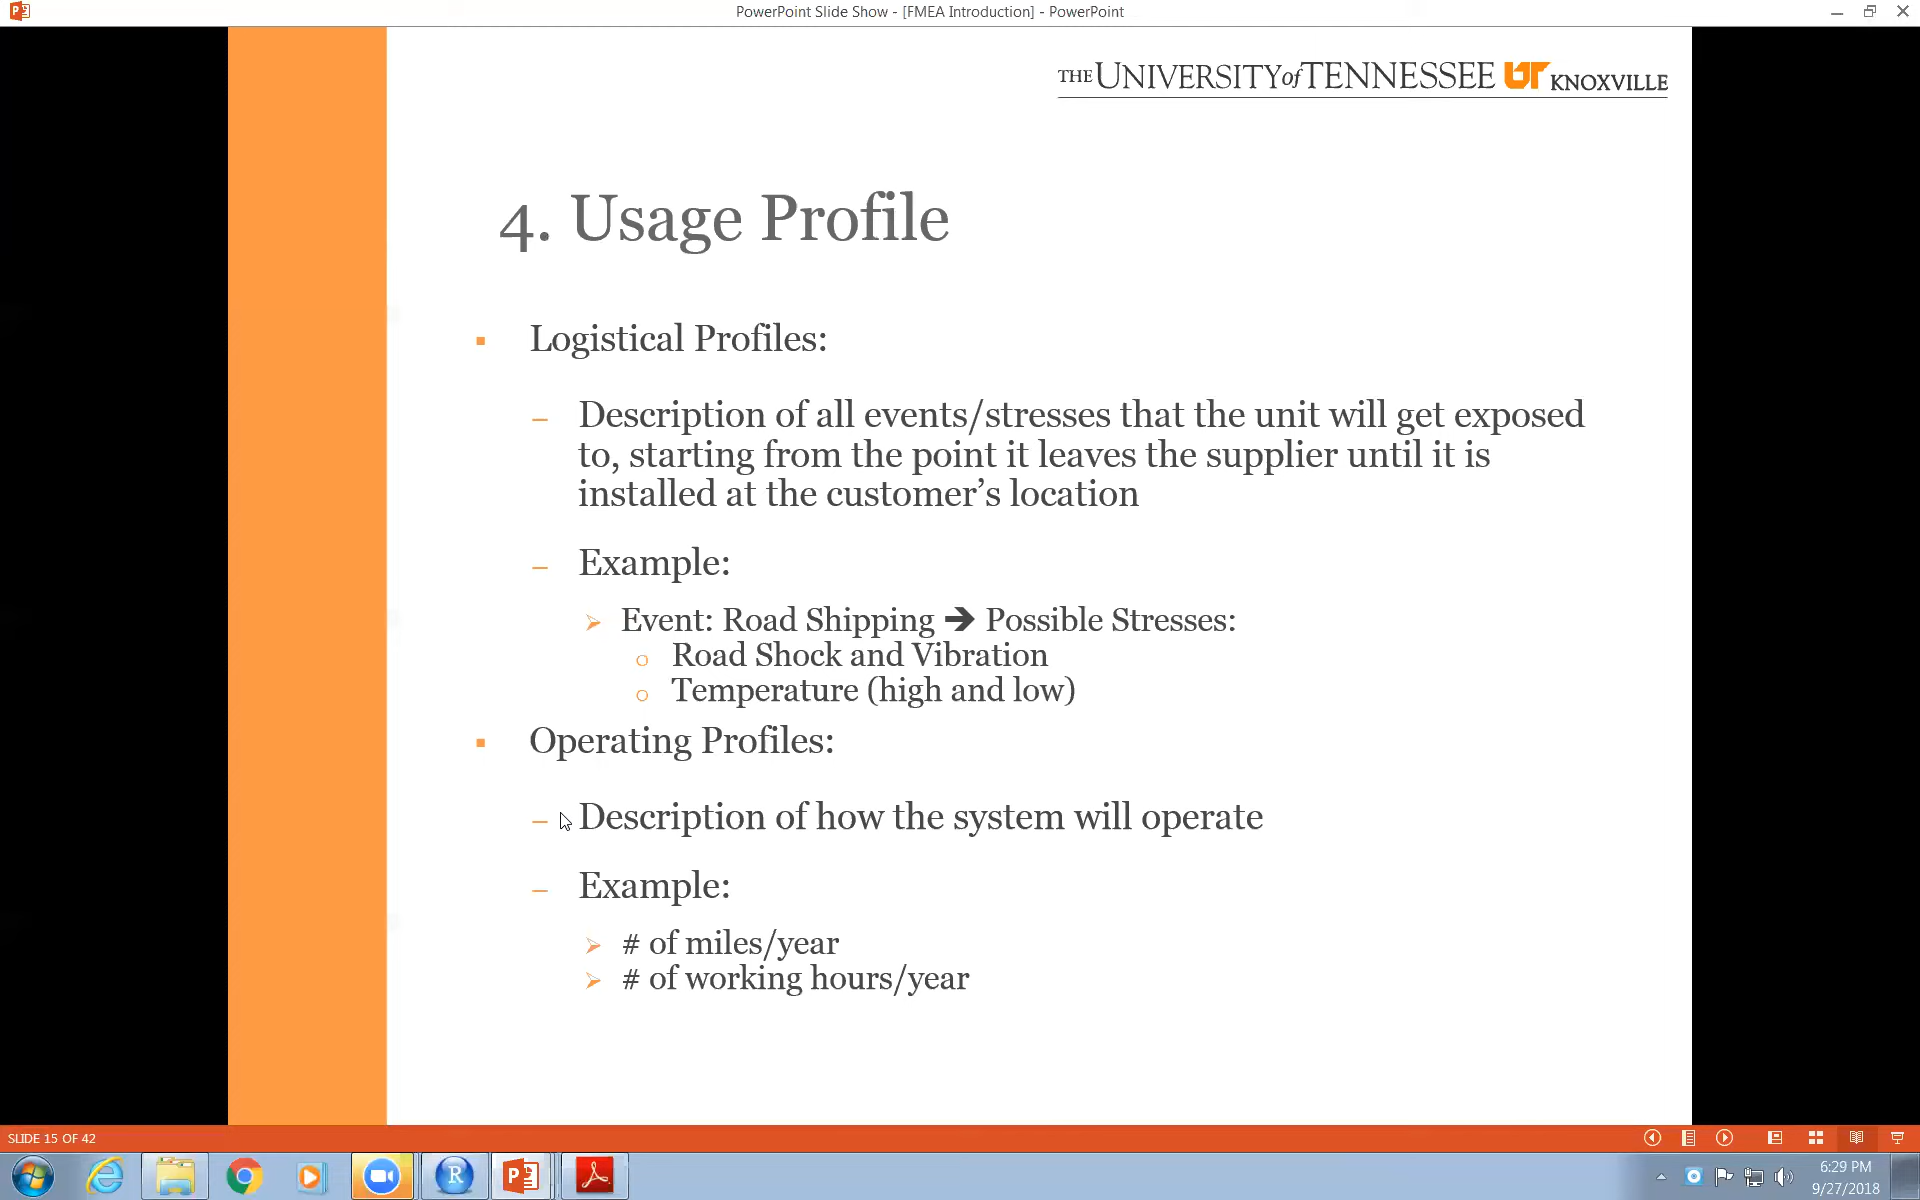 PowerPoint Slide Show - [FMEA Introduction] - PowerPoint
THE UNIVERSITY of TENNESSEE UT KNOXVILLE
4. Usage Profile
Logistical Profiles:
Description of all events/stresses that the unit will get exposed
to, starting from the point it leaves the supplier until it is
installed at the customer’s location
Example:
Event: Road Shipping ➔ Possible Stresses:
Road Shock and Vibration
Temperature (high and low)
Operating Profiles:
Description of how the system will operate
Example:
# of miles/year
# of working hours/year
SLIDE 15 OF 42
6:29 PM
9/27/2018